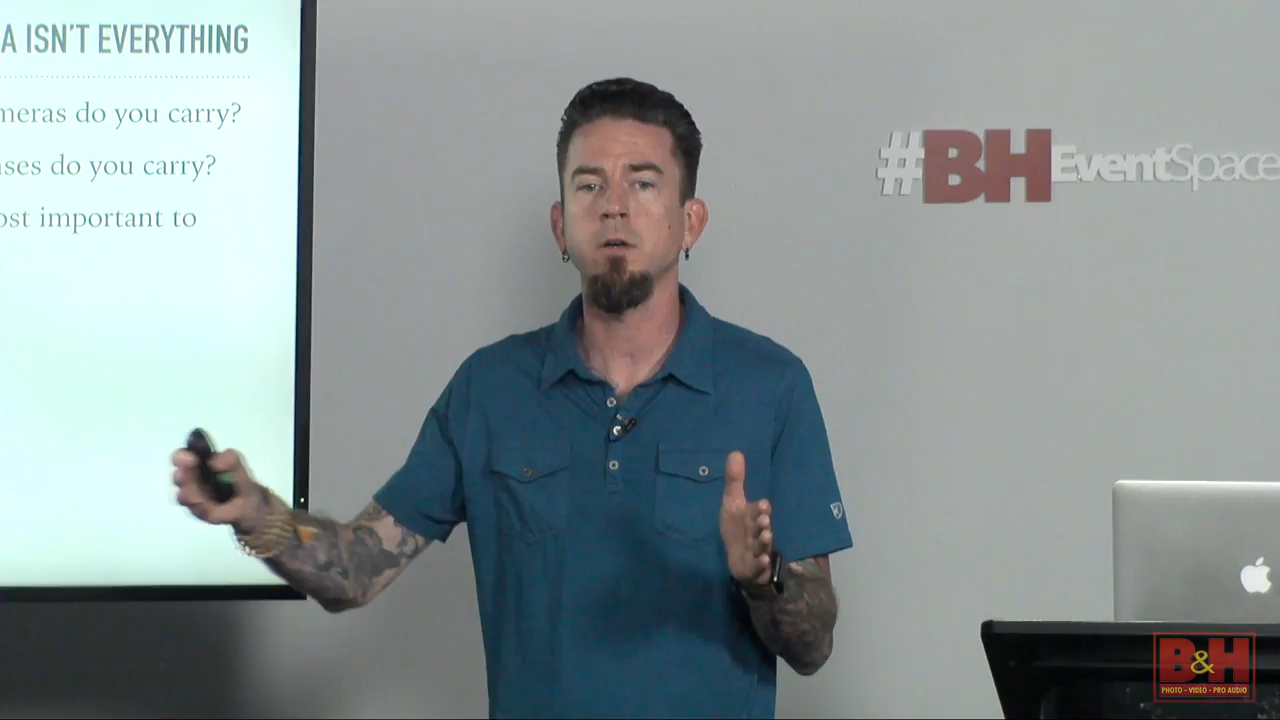 A ISN'T EVERYTHING
meras do you carry?
ses do you carry?
ost important to
#BHEventSpace
B&H
PHOTO - VIDEO - PRO AUDIO